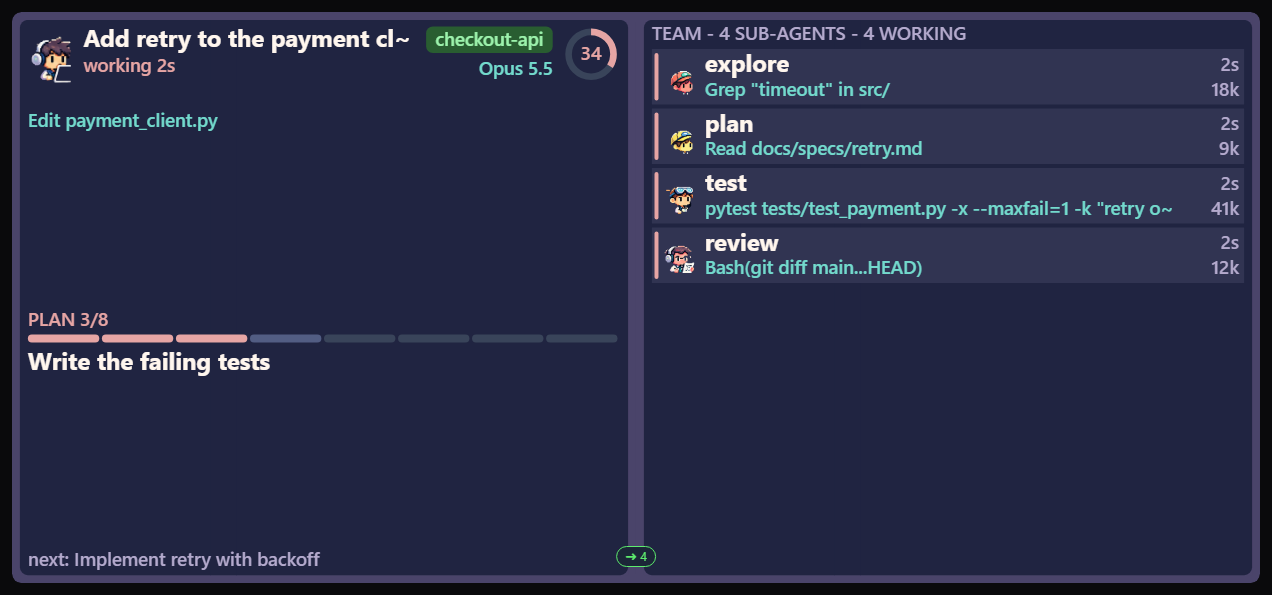 Add retry to the payment cl~
checkout-api
34
working 2s
Opus 5.5
Edit payment_client.py
PLAN 3/8
Write the failing tests
next: Implement retry with backoff
➔ 4
TEAM - 4 SUB-AGENTS - 4 WORKING
explore
2s
Grep "timeout" in src/
18k
plan
2s
Read docs/specs/retry.md
9k
test
2s
pytest tests/test_payment.py -x --maxfail=1 -k "retry o~
41k
review
2s
Bash(git diff main...HEAD)
12k